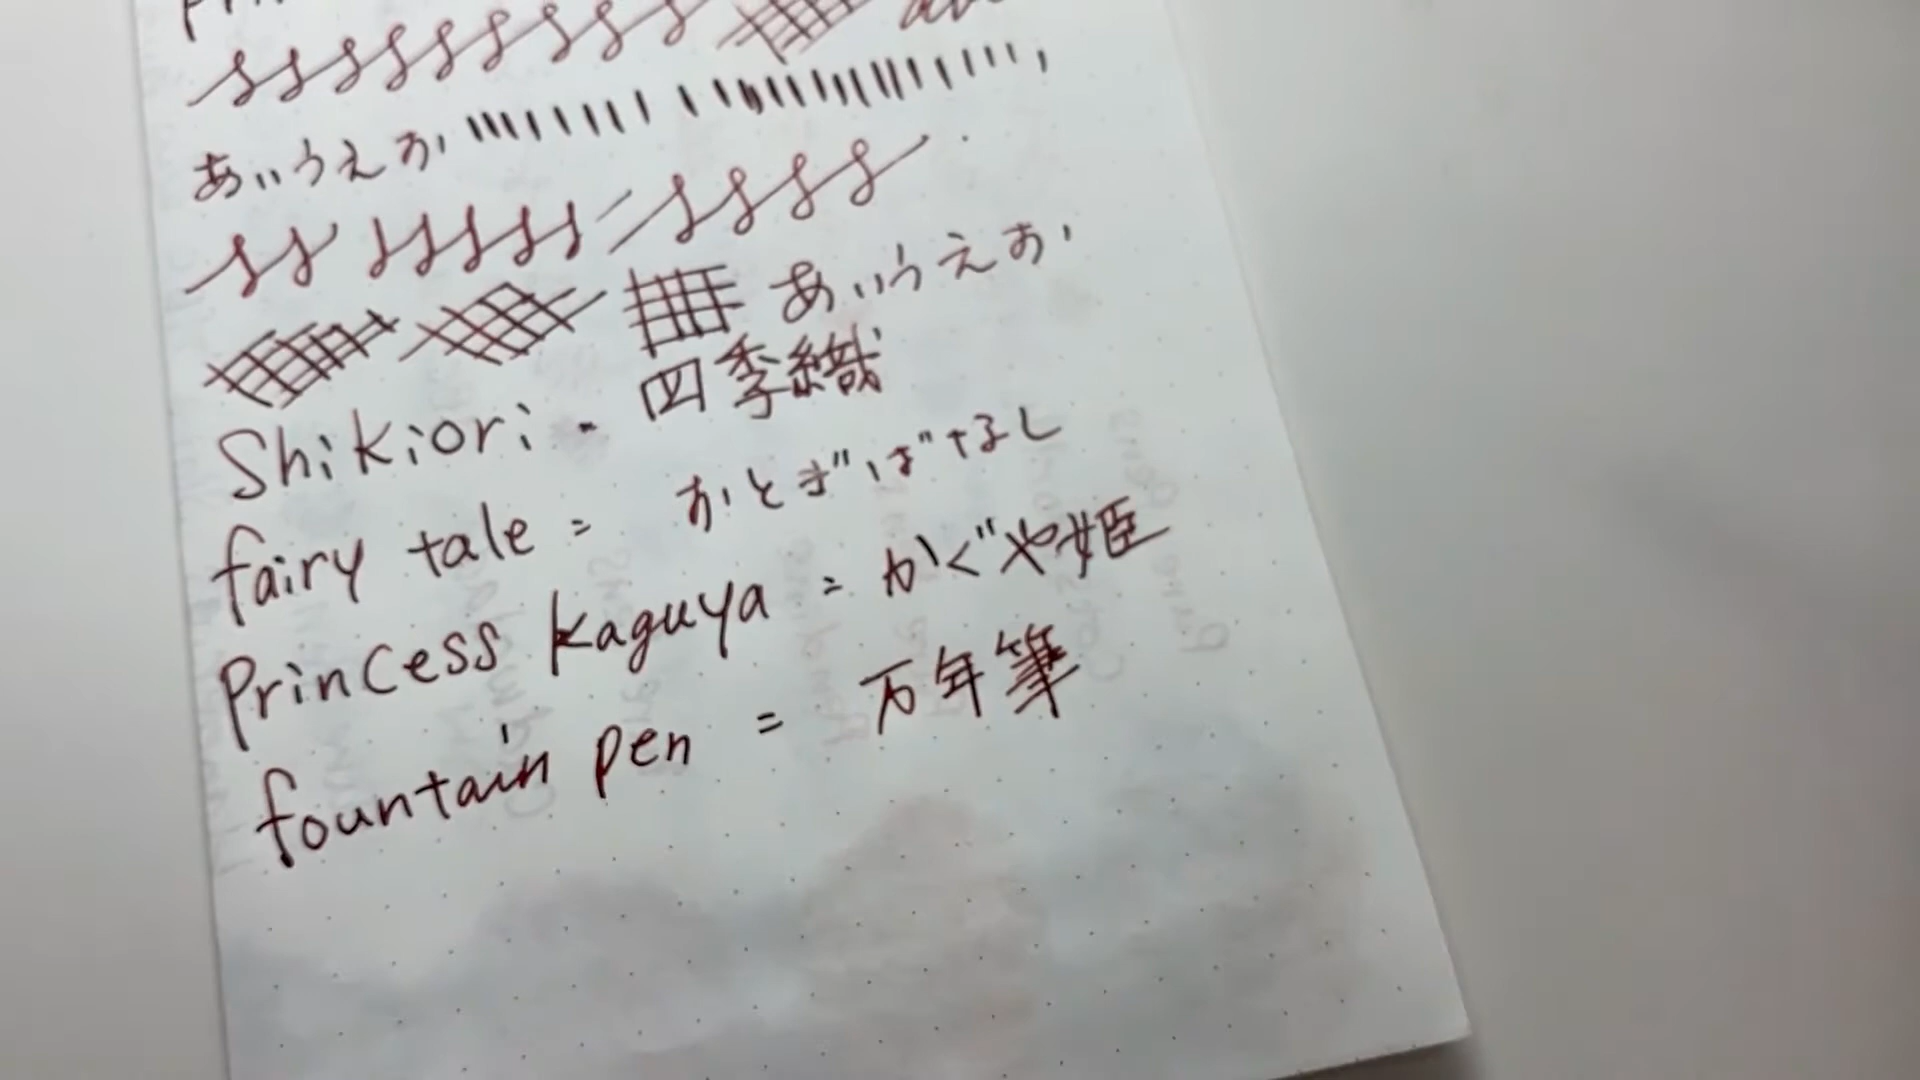 あいうえお
あいうえお
Shikiori - 四季織
fairy tale = おとぎばなし
Princess Kaguya = かぐや姫
fountain pen = 万年筆